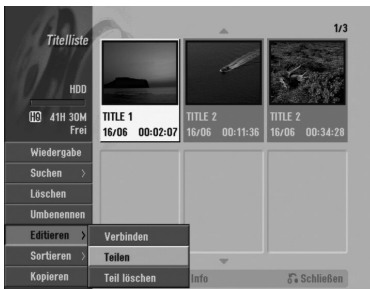 Titelliste
1/3
HDD
HQ 41H 30M
Frei
TITLE 1
16/06 00:02:07
TITLE 2
16/06 00:11:36
TITLE 2
16/06 00:34:28
Wiedergabe
Suchen >
Löschen
Umbenennen
Editieren >
Sortieren >
Kopieren
Verbinden
Teilen
Teil löschen
Info
Schließen